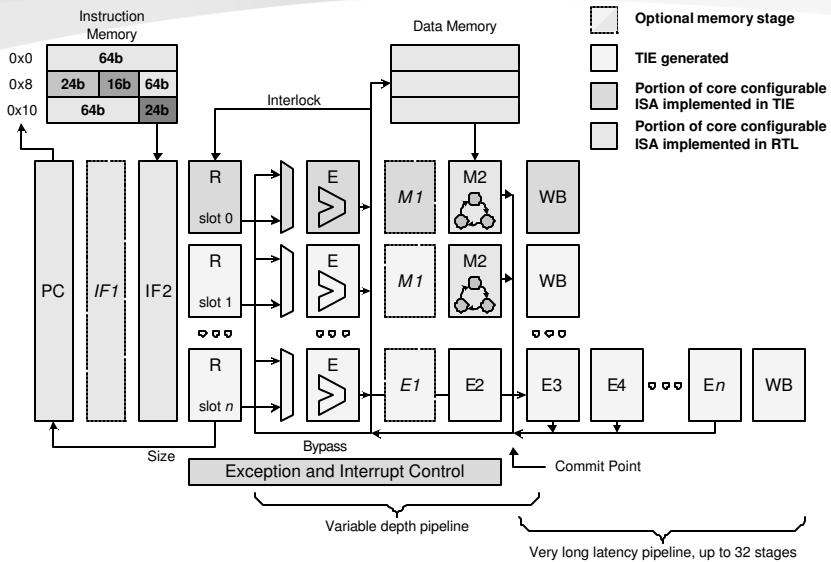 Instruction
Memory
0x0
64b
0x8
24b 16b 64b
0x10
64b 24b
Data Memory
Optional memory stage
TIE generated
Portion of core configurable
ISA implemented in TIE
Portion of core configurable
ISA implemented in RTL
Interlock
PC
IF1
IF2
R
slot 0
E
M1
M2
WB
R
slot 1
E
M1
M2
WB
R
slot n
E
E1
E2
E3
E4
En
WB
Size
Bypass
Exception and Interrupt Control
Commit Point
Variable depth pipeline
Very long latency pipeline, up to 32 stages